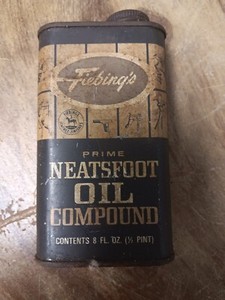 Fiebing's
PRIME
NEATSFOOT
OIL
COMPOUND
CONTENTS 8 FL. OZ. (½ PINT)